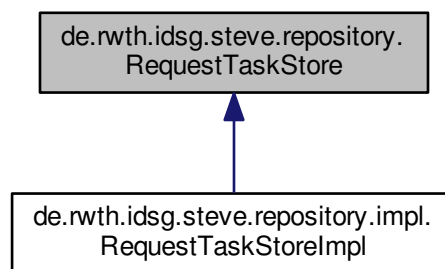 de.rwth.idsg.steve.repository.
RequestTaskStore
de.rwth.idsg.steve.repository.impl.
RequestTaskStoreImpl